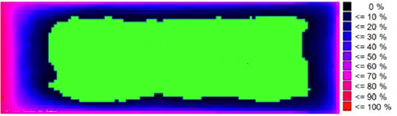 0 %
<= 10 %
<= 20 %
<= 30 %
<= 40 %
<= 50 %
<= 60 %
<= 70 %
<= 80 %
<= 90 %
<= 100 %